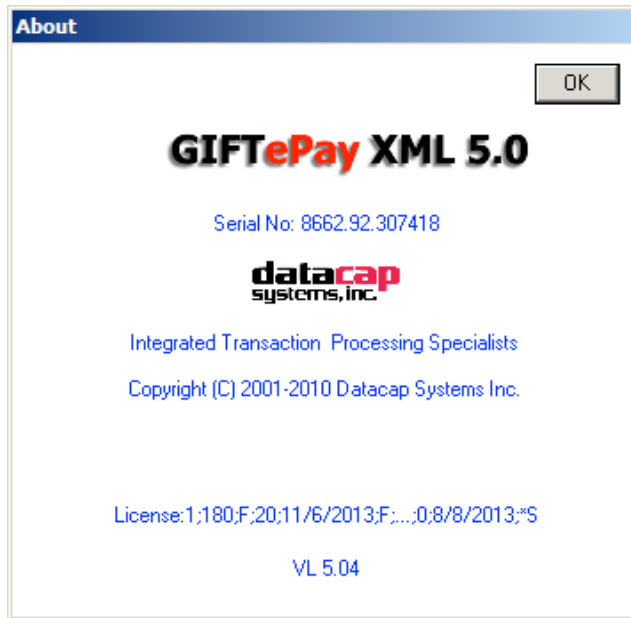 About
OK
GIFTePay XML 5.0
Serial No: 8662.92.307418
datacap
systems, inc.
Integrated Transaction  Processing Specialists
Copyright (C) 2001-2010 Datacap Systems Inc.
License:1;180;F;20;11/6/2013;F;...;0;8/8/2013;*S
VL 5.04